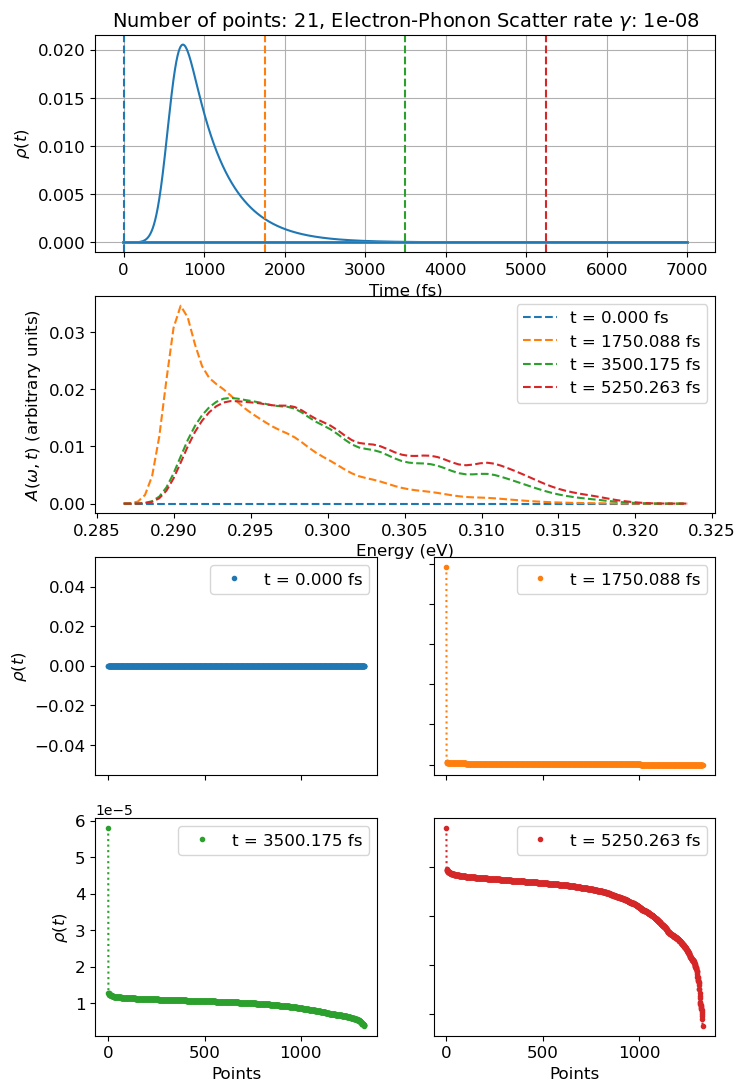 Number of points: 21, Electron-Phonon Scatter rate γ: 1e-08
0.020
0.015
0.010
0.005
0.000
ρ(t)
0 1000 2000 3000 4000 5000 6000 7000
Time (fs)
0.03
0.02
0.01
0.00
A(ω, t) (arbitrary units)
t = 0.000 fs
t = 1750.088 fs
t = 3500.175 fs
t = 5250.263 fs
0.285 0.290 0.295 0.300 0.305 0.310 0.315 0.320 0.325
Energy (eV)
0.04
0.02
0.00
−0.02
−0.04
ρ(t)
t = 0.000 fs
t = 1750.088 fs
1e−5
6
5
4
3
2
1
ρ(t)
t = 3500.175 fs
0 500 1000
Points
t = 5250.263 fs
0 500 1000
Points